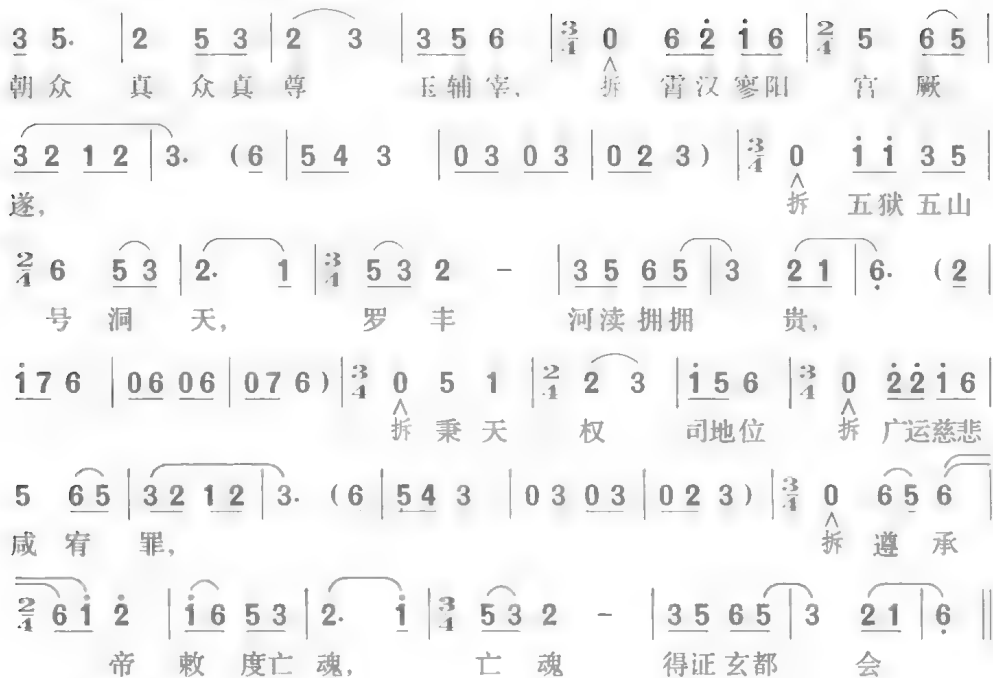 3 5. | 2 5 3 | 2 3 | 3 5 6 | 3/4 0 6 2̇ 1̇ 6 | 2/4 5 6 5 |
朝众 真 众真 尊 玉辅宰, 拆 霄汉寥阳 宫 厥
3 2 1 2 | 3. (6 | 5 4 3 | 0 3 0 3 | 0 2 3) | 3/4 0 1̇ 1̇ 3 5 |
遂, 拆 五狱五山
2/4 6 5 3 | 2. 1 | 3/4 5 3 2 – | 3 5 6 5 | 3 2 1 | 6̣. (2 |
号 洞 天, 罗 丰 河渎拥拥 贵,
1̇ 7 6 | 0 6 0 6 | 0 7 6) | 3/4 0 5 1 | 2/4 2 3 | 1̇ 5 6 | 3/4 0 2̇ 2̇ 1̇ 6 |
拆 秉 天 权 司地位 拆 广运慈悲
5 6 5 | 3 2 1 2 | 3. (6 | 5 4 3 | 0 3 0 3 | 0 2 3) | 3/4 0 6 5 6 |
咸 宥 罪, 拆 遵 承
2/4 6 1̇ 2̇ | 1̇ 6 5 3 | 2. 1̇ | 3/4 5 3 2 – | 3 5 6 5 | 3 2 1 | 6̣ ‖
帝 敕 度亡 魂, 亡 魂 得证玄都 会